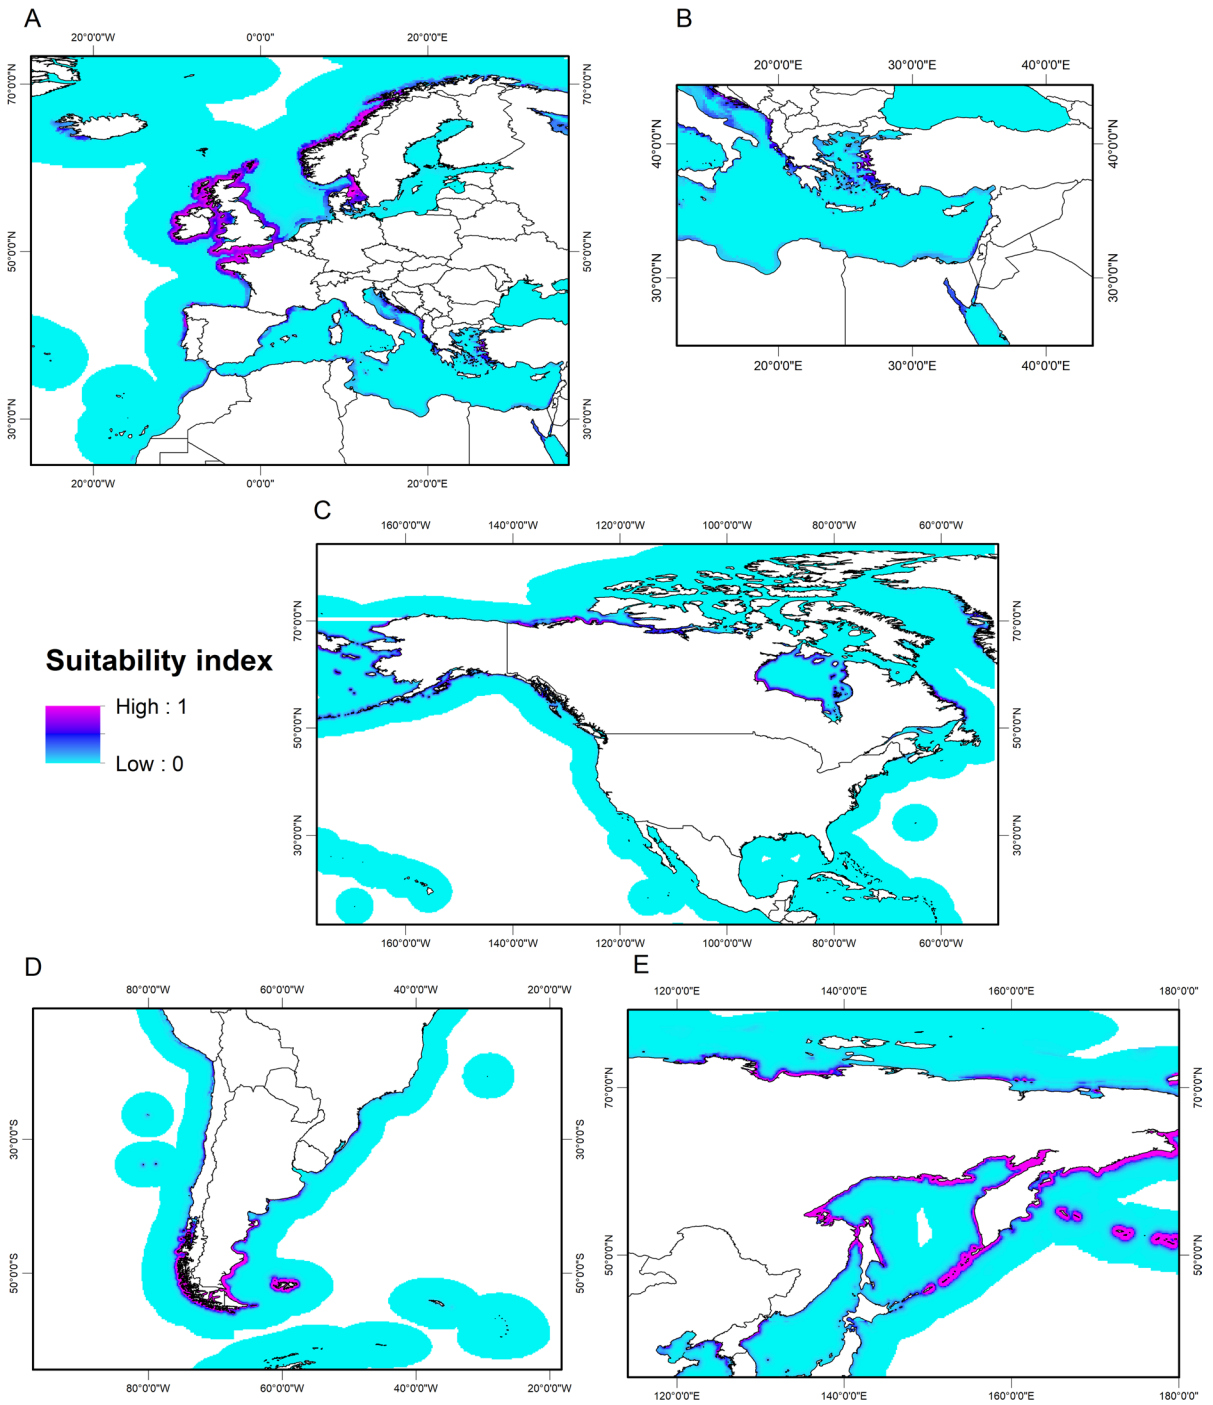 A
20°0'0"W 0°0'0" 20°0'0"E
70°0'0"N 70°0'0"N
50°0'0"N 50°0'0"N
30°0'0"N 30°0'0"N
20°0'0"W 0°0'0" 20°0'0"E
B
20°0'0"E 30°0'0"E 40°0'0"E
40°0'0"N 40°0'0"N
30°0'0"N 30°0'0"N
20°0'0"E 30°0'0"E 40°0'0"E
C
160°0'0"W 140°0'0"W 120°0'0"W 100°0'0"W 80°0'0"W 60°0'0"W
70°0'0"N 70°0'0"N
50°0'0"N 50°0'0"N
30°0'0"N 30°0'0"N
160°0'0"W 140°0'0"W 120°0'0"W 100°0'0"W 80°0'0"W 60°0'0"W
Suitability index
High : 1
Low : 0
D
80°0'0"W 60°0'0"W 40°0'0"W 20°0'0"W
30°0'0"S 30°0'0"S
50°0'0"S 50°0'0"S
80°0'0"W 60°0'0"W 40°0'0"W 20°0'0"W
E
120°0'0"E 140°0'0"E 160°0'0"E 180°0'0"
70°0'0"N 70°0'0"N
50°0'0"N 50°0'0"N
120°0'0"E 140°0'0"E 160°0'0"E 180°0'0"